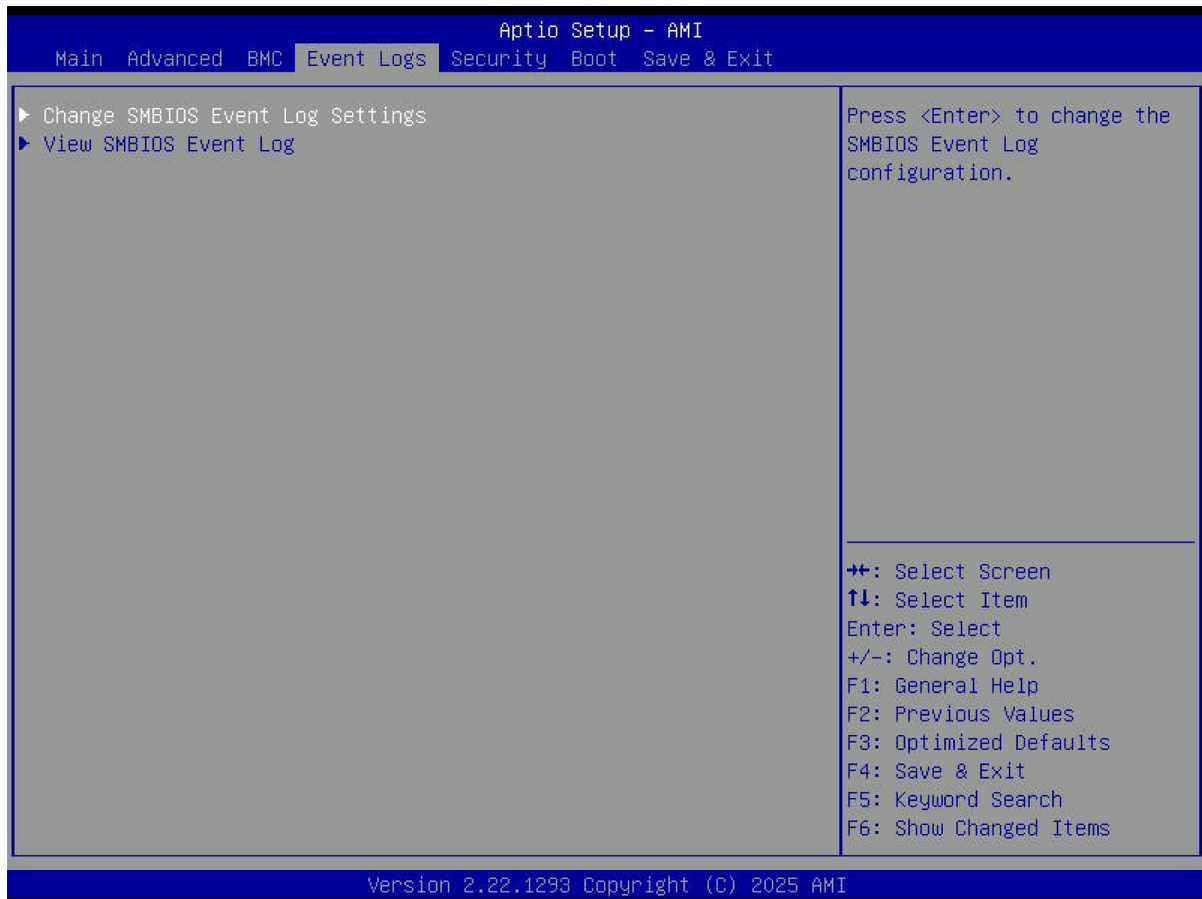 Aptio Setup – AMI
Main Advanced BMC Event Logs Security Boot Save & Exit
▶ Change SMBIOS Event Log Settings
▶ View SMBIOS Event Log
Press <Enter> to change the
SMBIOS Event Log
configuration.
→←: Select Screen
↑↓: Select Item
Enter: Select
+/-: Change Opt.
F1: General Help
F2: Previous Values
F3: Optimized Defaults
F4: Save & Exit
F5: Keyword Search
F6: Show Changed Items
Version 2.22.1293 Copyright (C) 2025 AMI